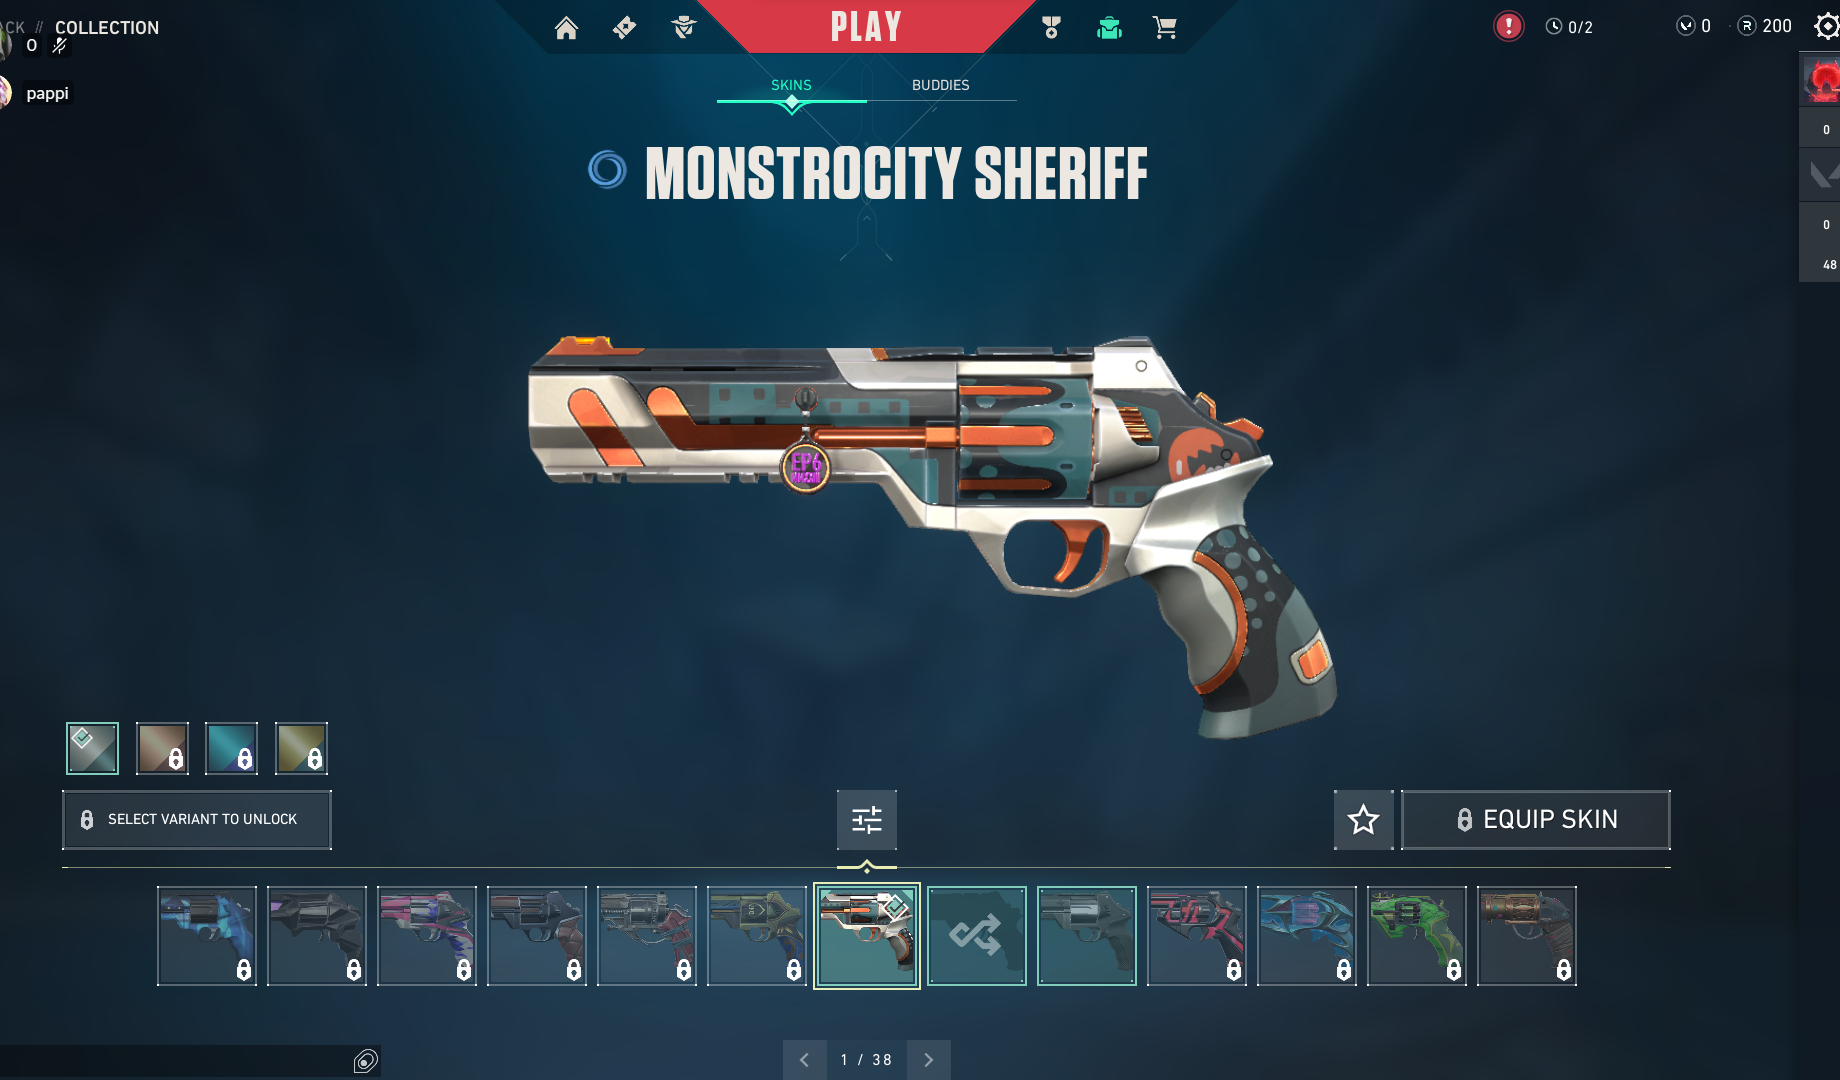 // COLLECTION
PLAY
0/2
0
R 200
0
pappi
SKINS
BUDDIES
0
MONSTROCITY SHERIFF
0
48
EP6
SELECT VARIANT TO UNLOCK
EQUIP SKIN
1 / 38